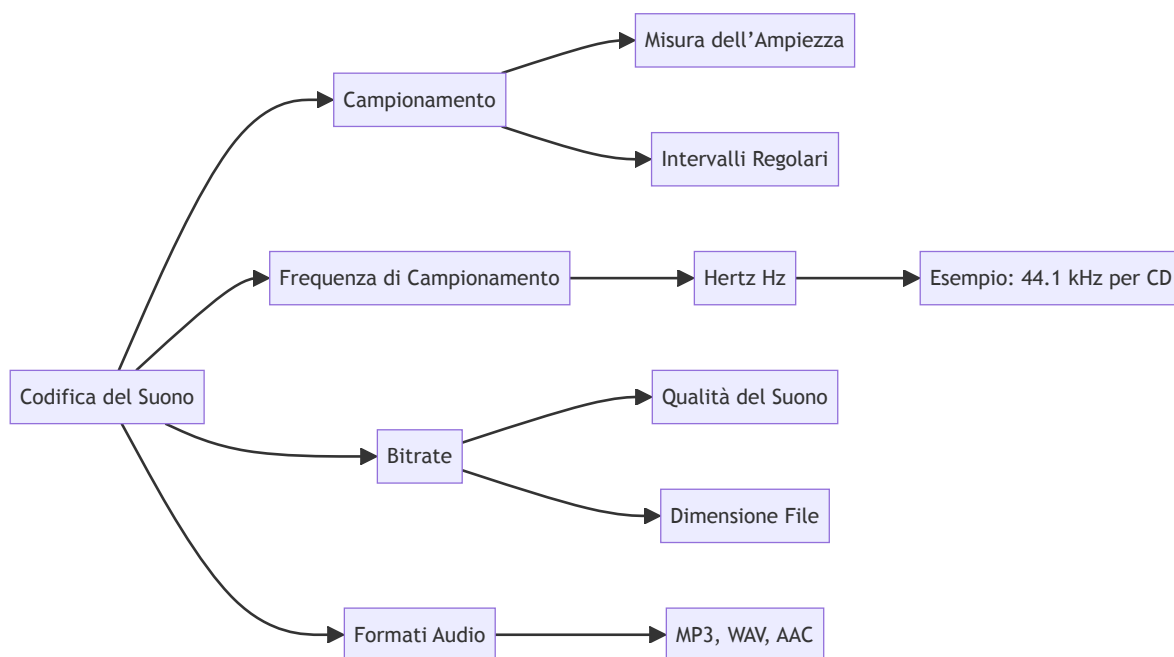 Misura dell’Ampiezza
Campionamento
Intervalli Regolari
Frequenza di Campionamento
Hertz Hz
Esempio: 44.1 kHz per CD
Codifica del Suono
Qualità del Suono
Bitrate
Dimensione File
Formati Audio
MP3, WAV, AAC